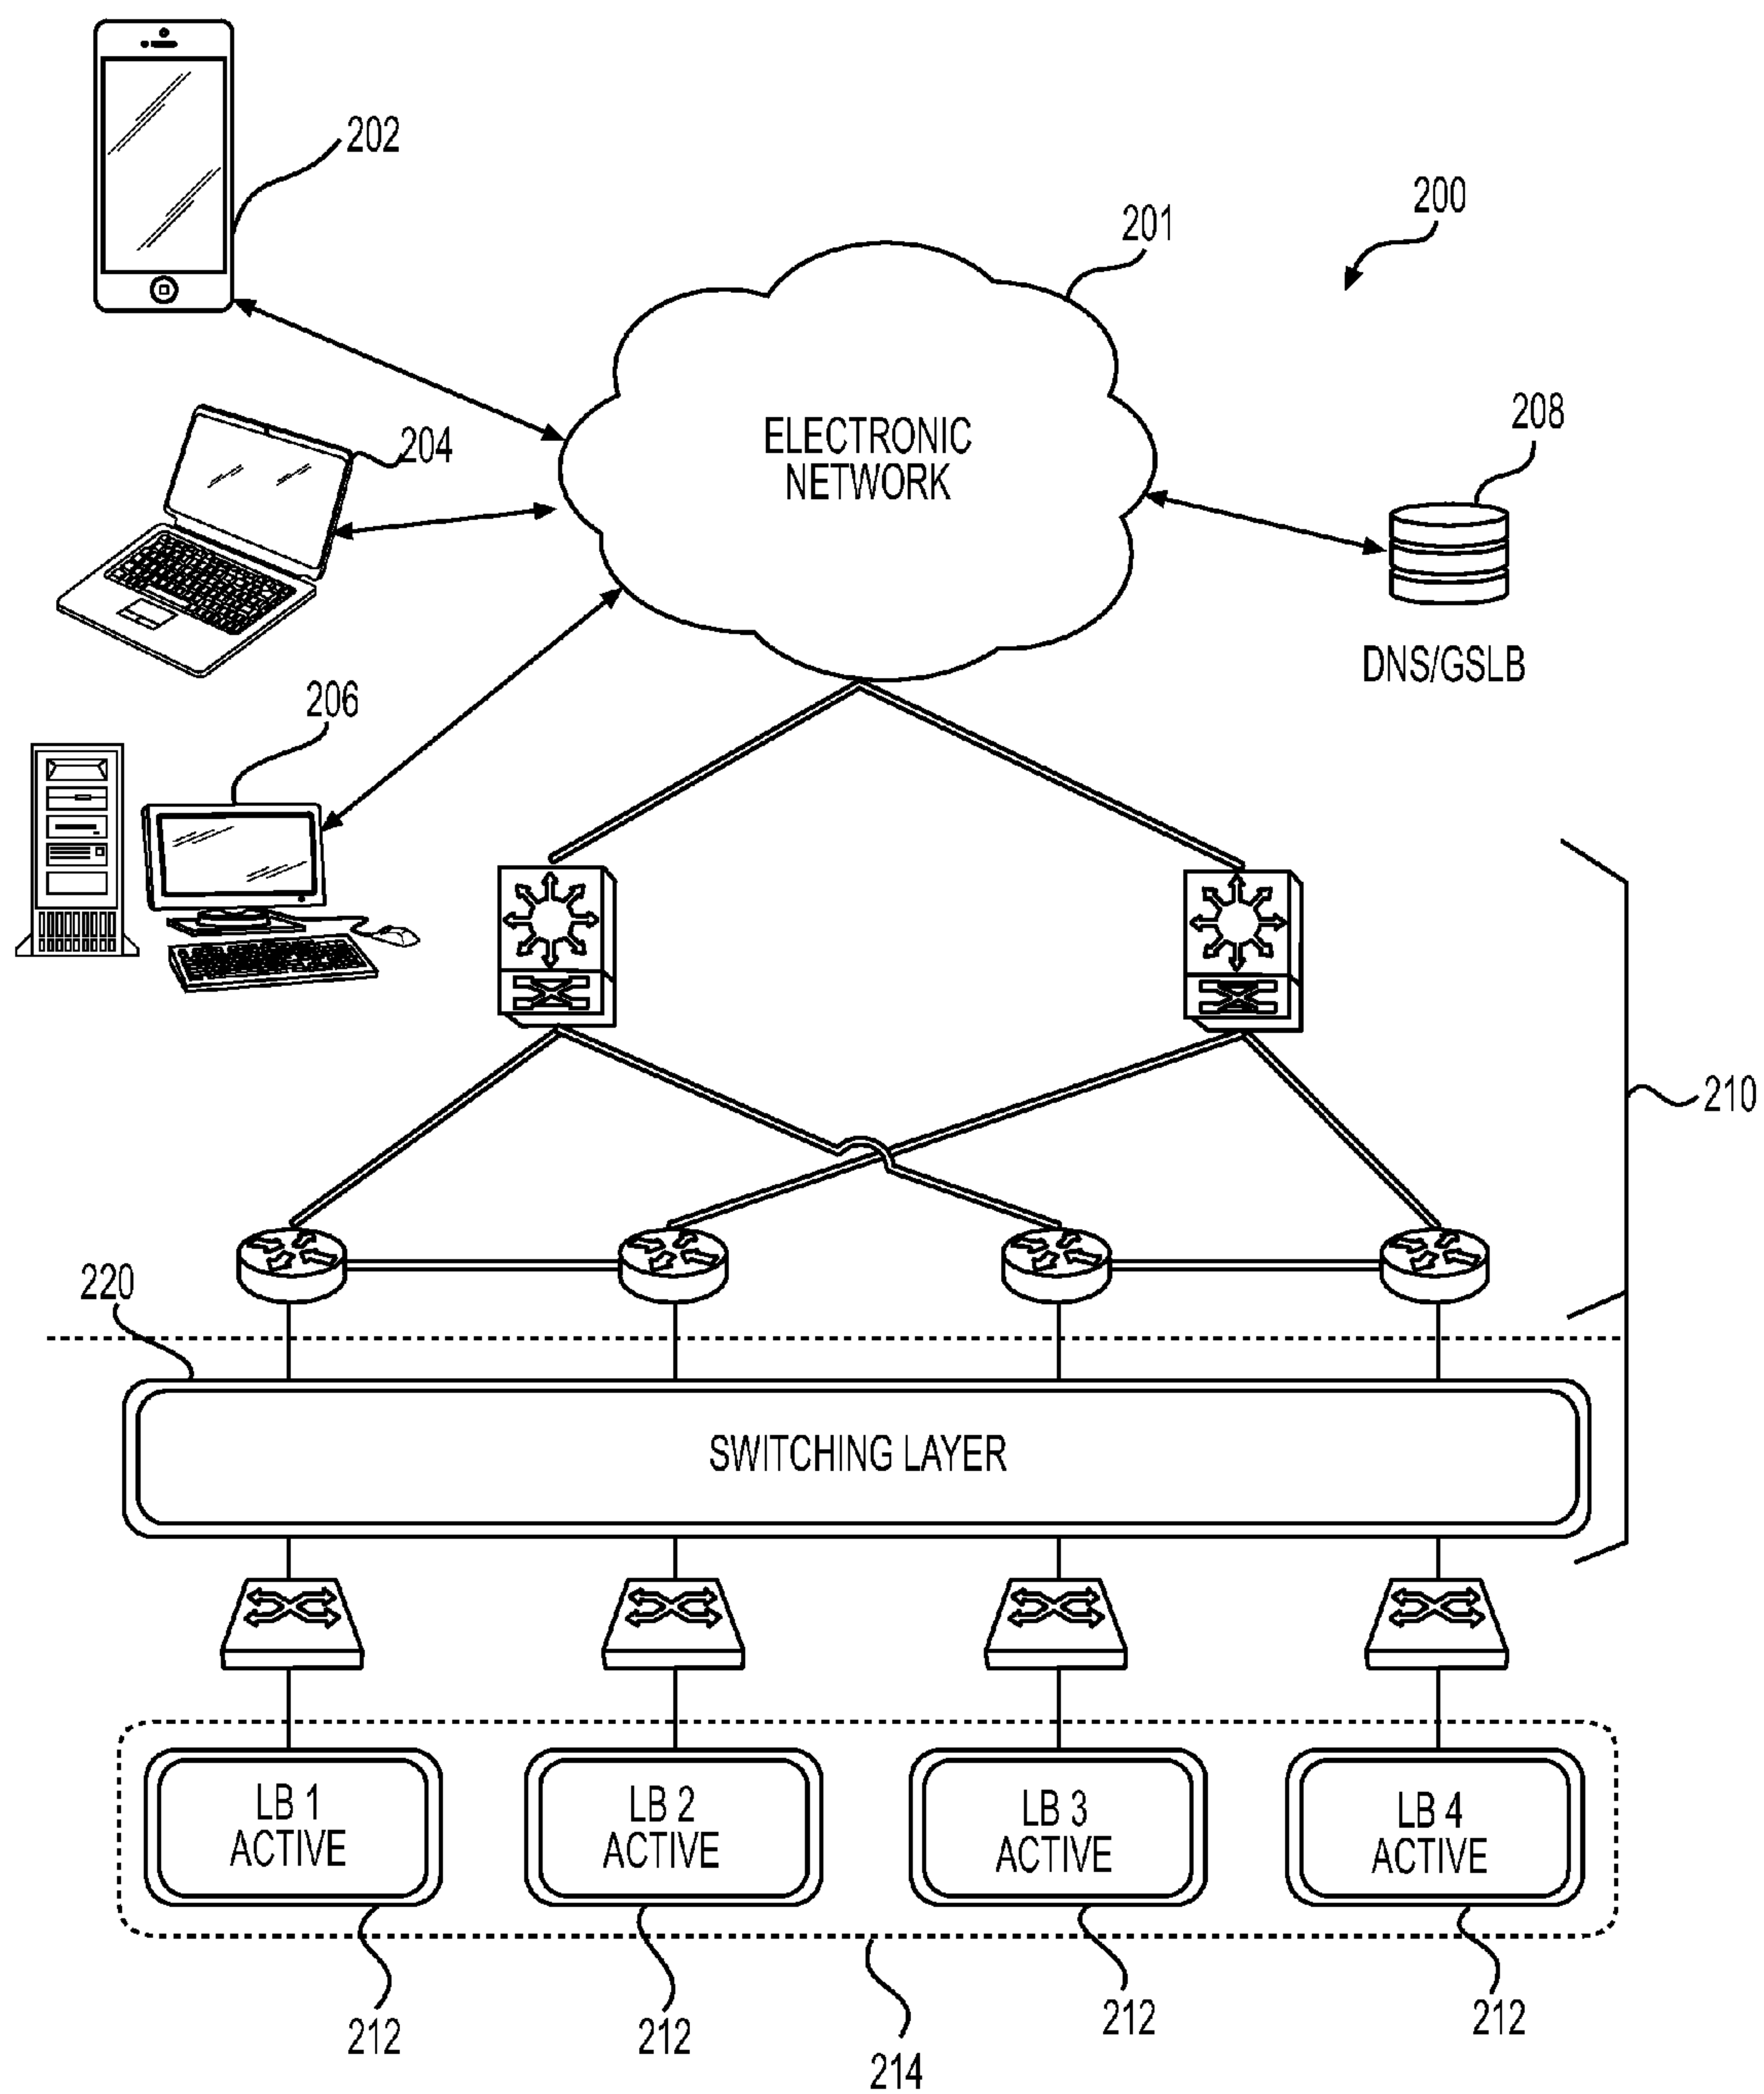 202
200
201
204
208
ELECTRONIC
NETWORK
DNS/GSLB
206
210
220
SWITCHING LAYER
LB 1
ACTIVE
LB 2
ACTIVE
LB 3
ACTIVE
LB 4
ACTIVE
212
212
212
212
214